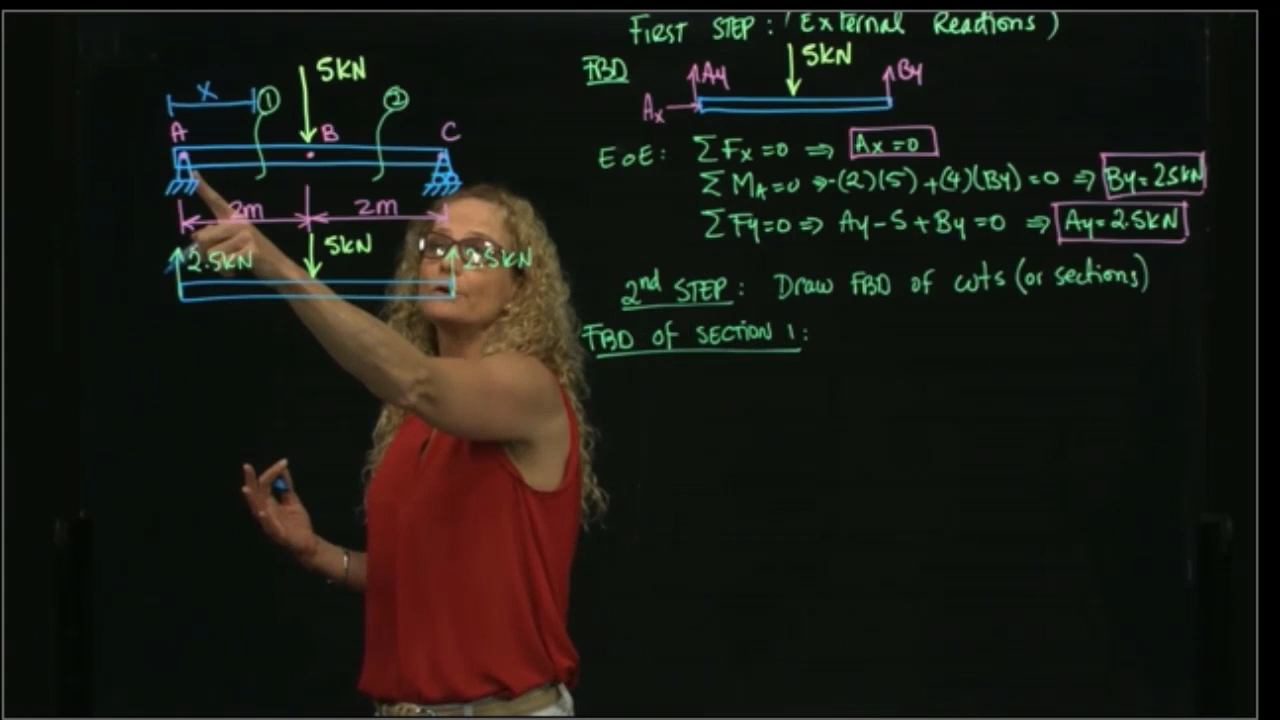 FIRST STEP: (External Reactions)
FBD
Ay
5KN
By
Ax
EoE: ΣFx=0 ⇒ Ax=0
ΣMA=0 ⇒ -(2)(5)+(4)(By)=0 ⇒ By=2.5KN
ΣFy=0 ⇒ Ay-5+By=0 ⇒ Ay=2.5KN
2nd STEP: Draw FBD of cuts (or sections)
FBD of SECTION 1:
5KN
X
1
2
A
B
C
2m
2m
2.5KN
5KN
2.5KN